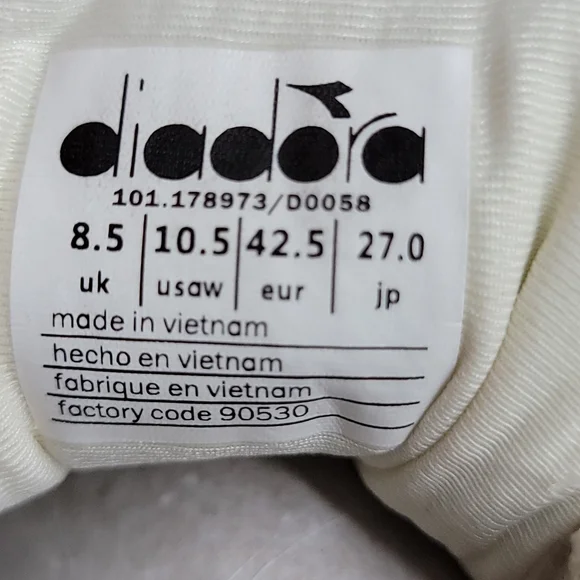 diadora
101.178973/D0058
8.5 10.5 42.5 27.0
uk usaw eur jp
made in vietnam
hecho en vietnam
fabrique en vietnam
factory code 90530